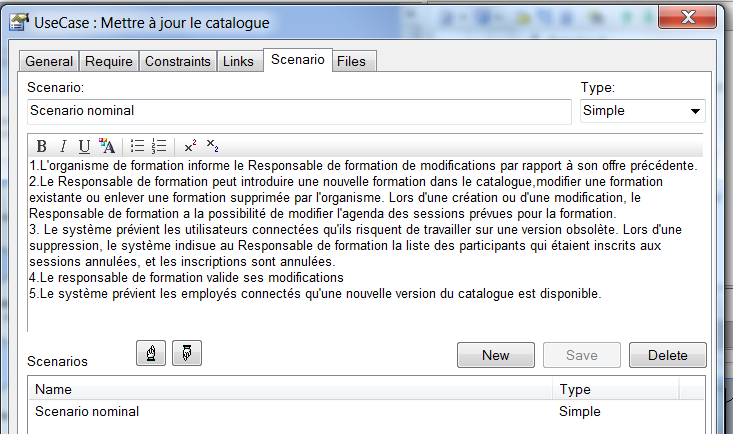 UseCase : Mettre à jour le catalogue
General Require Constraints Links Scenario Files
Scenario: Type:
Scenario nominal Simple
B I U A x² x₂
1.L'organisme de formation informe le Responsable de formation de modifications par rapport à son offre précédente.
2.Le Responsable de formation peut introduire une nouvelle formation dans le catalogue,modifier une formation
existante ou enlever une formation supprimée par l'organisme. Lors d'une création ou d'une modification, le
Responsable de formation a la possibilité de modifier l'agenda des sessions prévues pour la formation.
3. Le système prévient les utilisateurs connectées qu'ils risquent de travailler sur une version obsolète. Lors d'une
suppression, le système indisue au Responsable de formation la liste des participants qui étaient inscrits aux
sessions annulées, et les inscriptions sont annulées.
4.Le responsable de formation valide ses modifications
5.Le système prévient les employés connectés qu'une nouvelle version du catalogue est disponible.
Scenarios New Save Delete
Name Type
Scenario nominal Simple